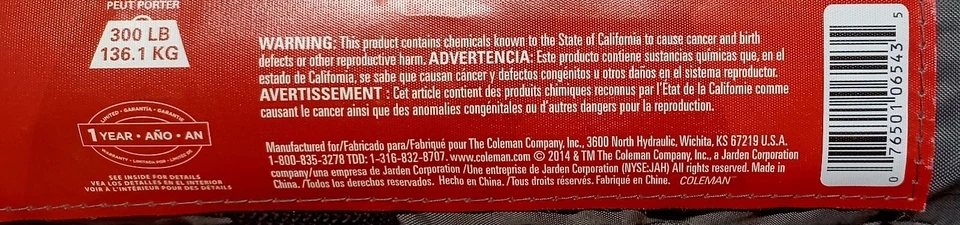 PEUT PORTER
300 LB
136.1 KG
LIMITED • GARANTÍA • GARANTIE
1 YEAR • AÑO • AN
WARRANTY • LIMITADA POR • LIMITÉE DE
SEE INSIDE FOR DETAILS
VEA LOS DETALLES EN EL INTERIOR
VOIR À L'INTÉRIEUR POUR DES DÉTAILS
WARNING: This product contains chemicals known to the State of California to cause cancer and birth
defects or other reproductive harm. ADVERTENCIA: Este producto contiene sustancias químicas que, en el
estado de California, se sabe que causan cáncer y defectos congénitos u otros daños en el sistema reproductor.
AVERTISSEMENT : Cet article contient des produits chimiques reconnus par l'État de la Californie comme
causant le cancer ainsi que des anomalies congénitales ou d'autres dangers pour la reproduction.
Manufactured for/Fabricado para/Fabriqué pour The Coleman Company, Inc., 3600 North Hydraulic, Wichita, KS 67219 U.S.A.
1-800-835-3278 TDD: 1-316-832-8707. www.coleman.com © 2014 & TM The Coleman Company, Inc., a Jarden Corporation
company/una empresa de Jarden Corporation /Une entreprise de Jarden Corporation (NYSE:JAH) All rights reserved. Made in
China. /Todos los derechos reservados. Hecho en China. /Tous droits réservés. Fabriqué en Chine. COLEMAN™
0 76501 06543 5